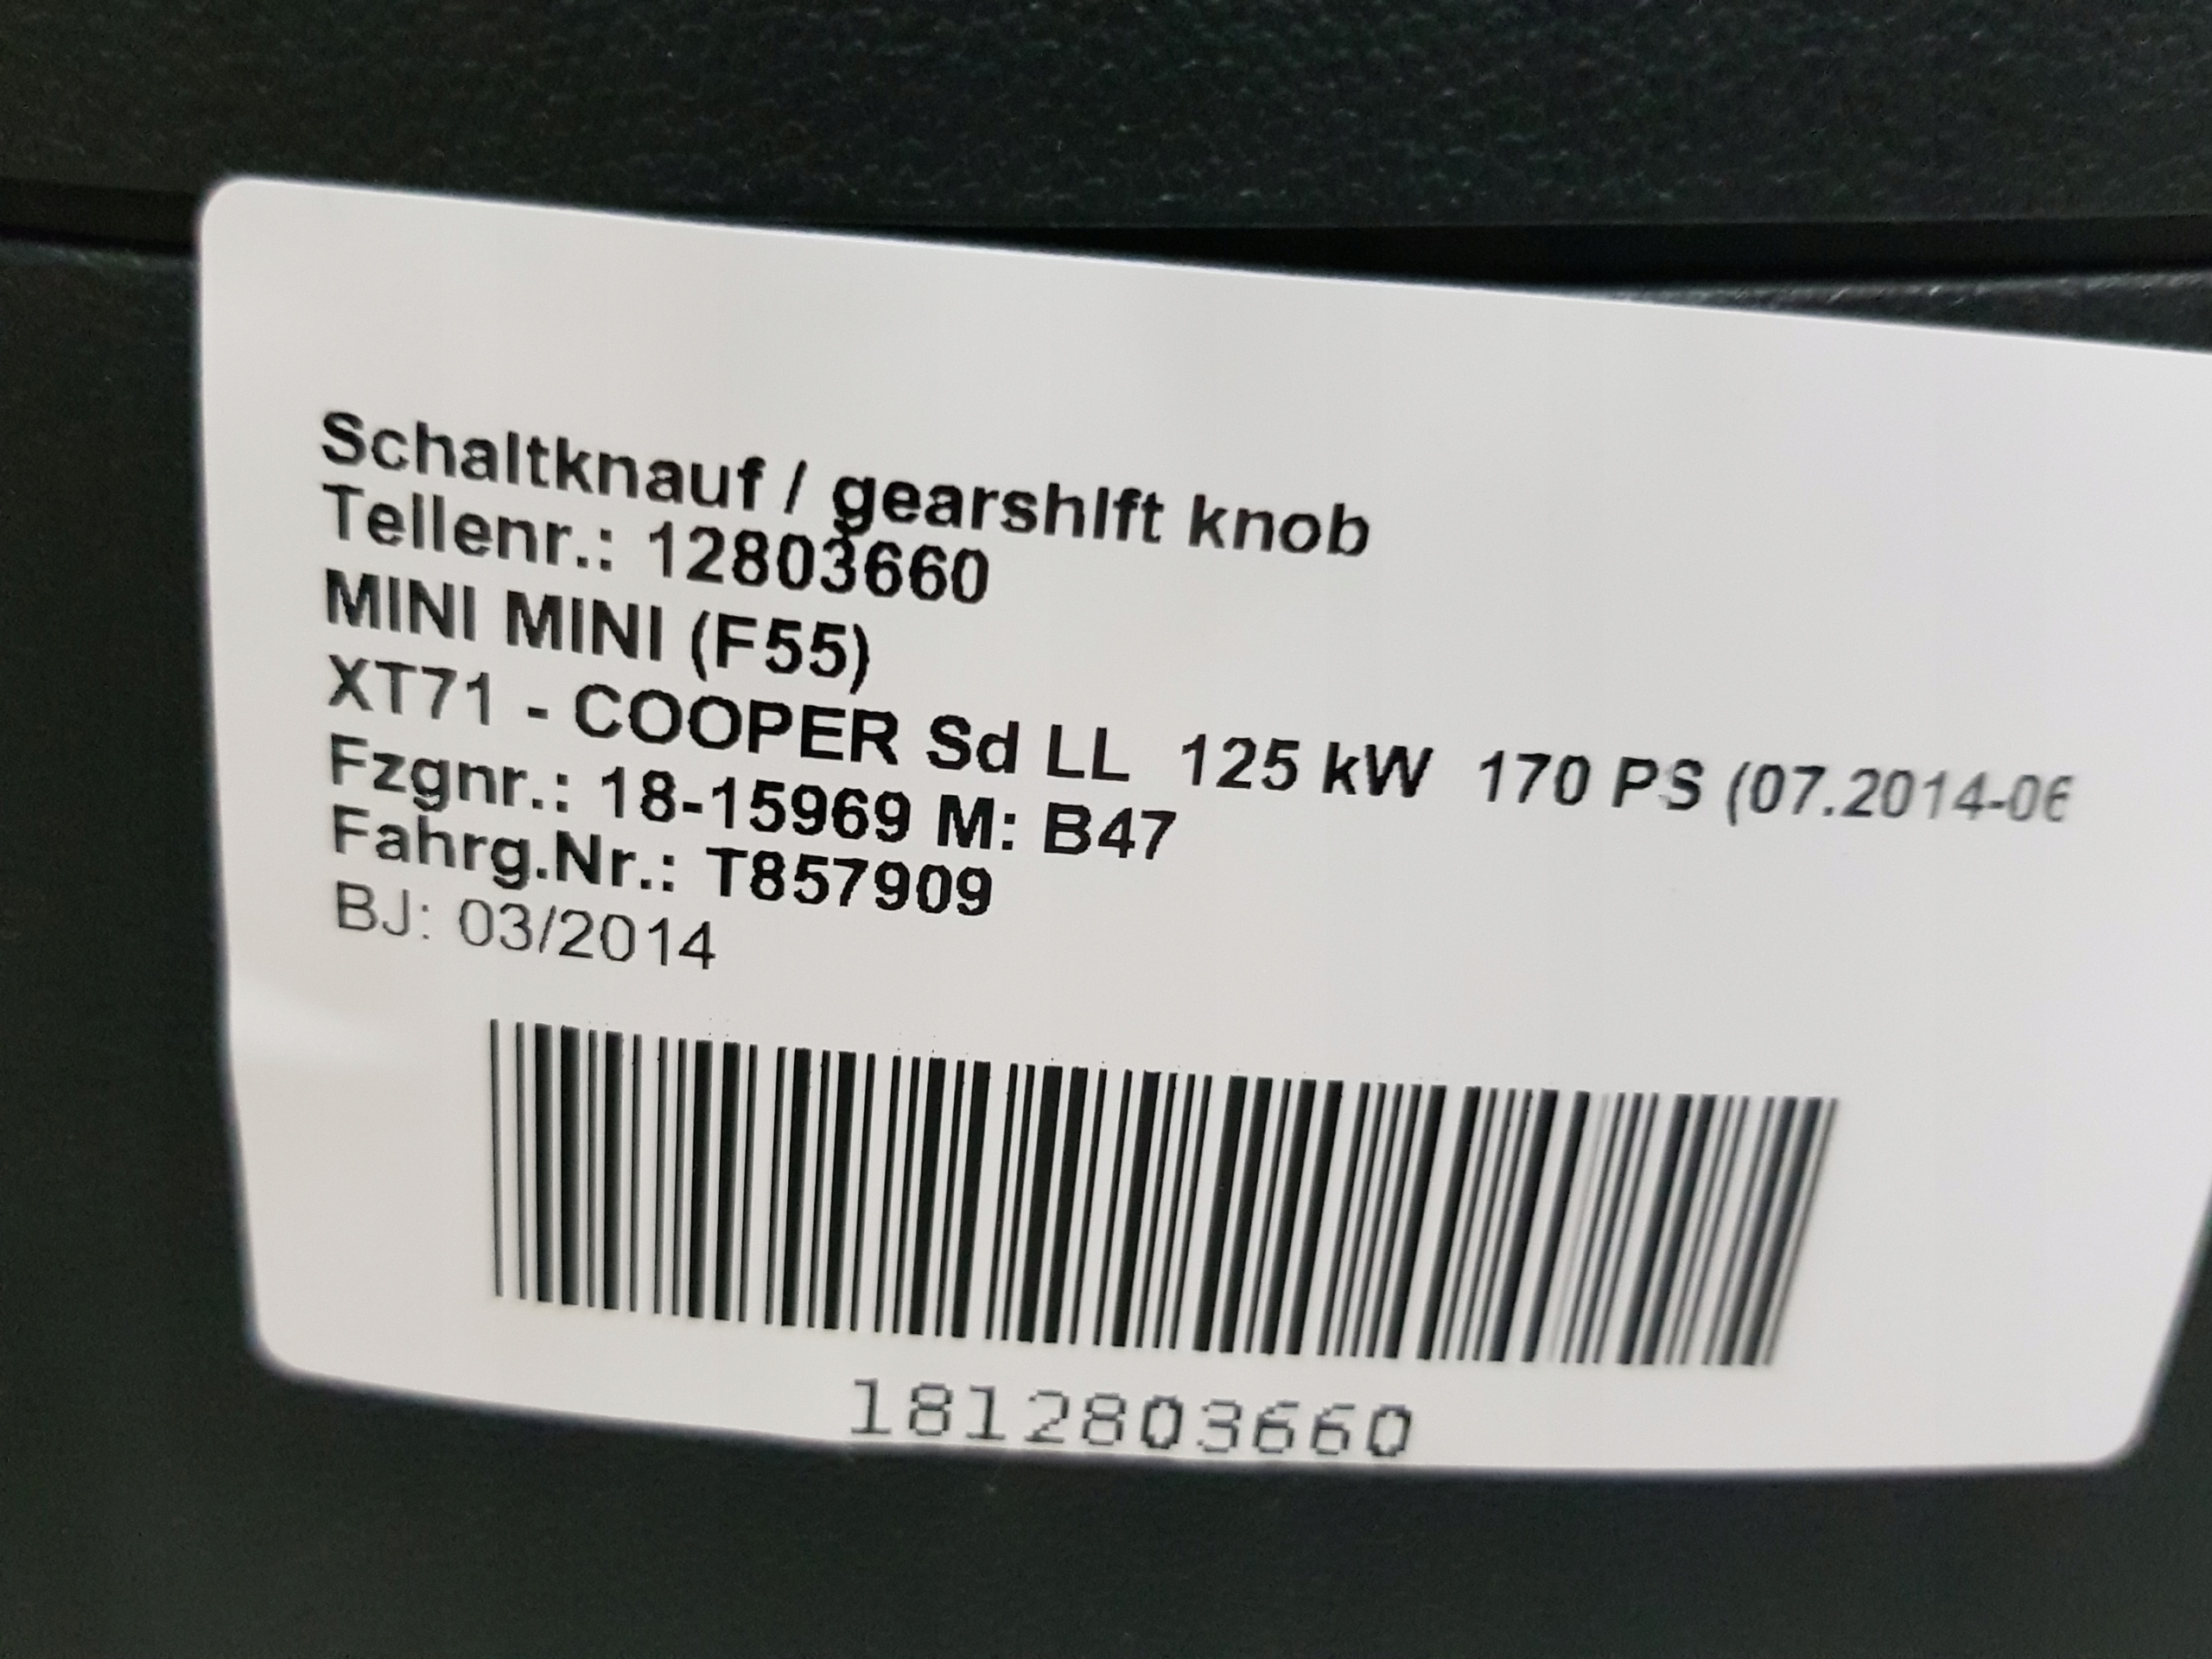 Schaltknauf / gearshift knob
Teilenr.: 12803660
MINI MINI (F55)
XT71 - COOPER Sd LL 125 kW 170 PS (07.2014-06
Fzgnr.: 18-15969 M: B47
Fahrg.Nr.: T857909
BJ: 03/2014
1812803660